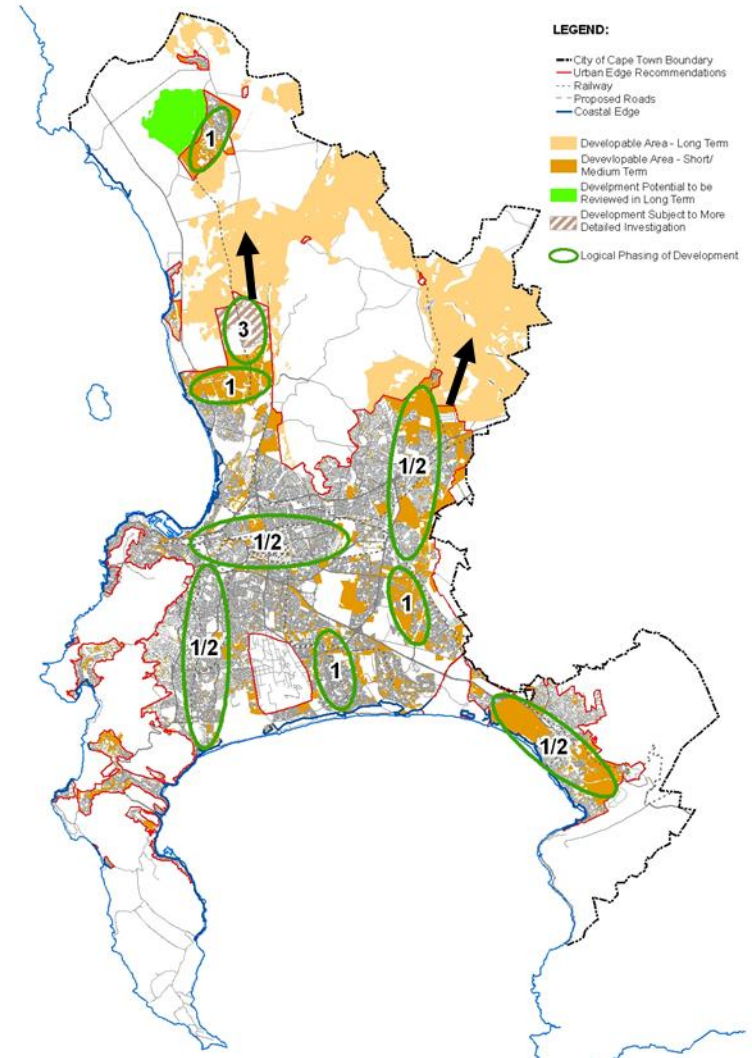 LEGEND:
City of Cape Town Boundary
Urban Edge Recommendations
Railway
Proposed Roads
Coastal Edge
Developable Area - Long Term
Devevlopable Area - Short/
Medium Term
Develpment Potential to be
Reviewed in Long Term
Development Subject to More
Detailed Investigation
Logical Phasing of Development
1
3
1
1/2
1/2
1
1/2
1
1/2